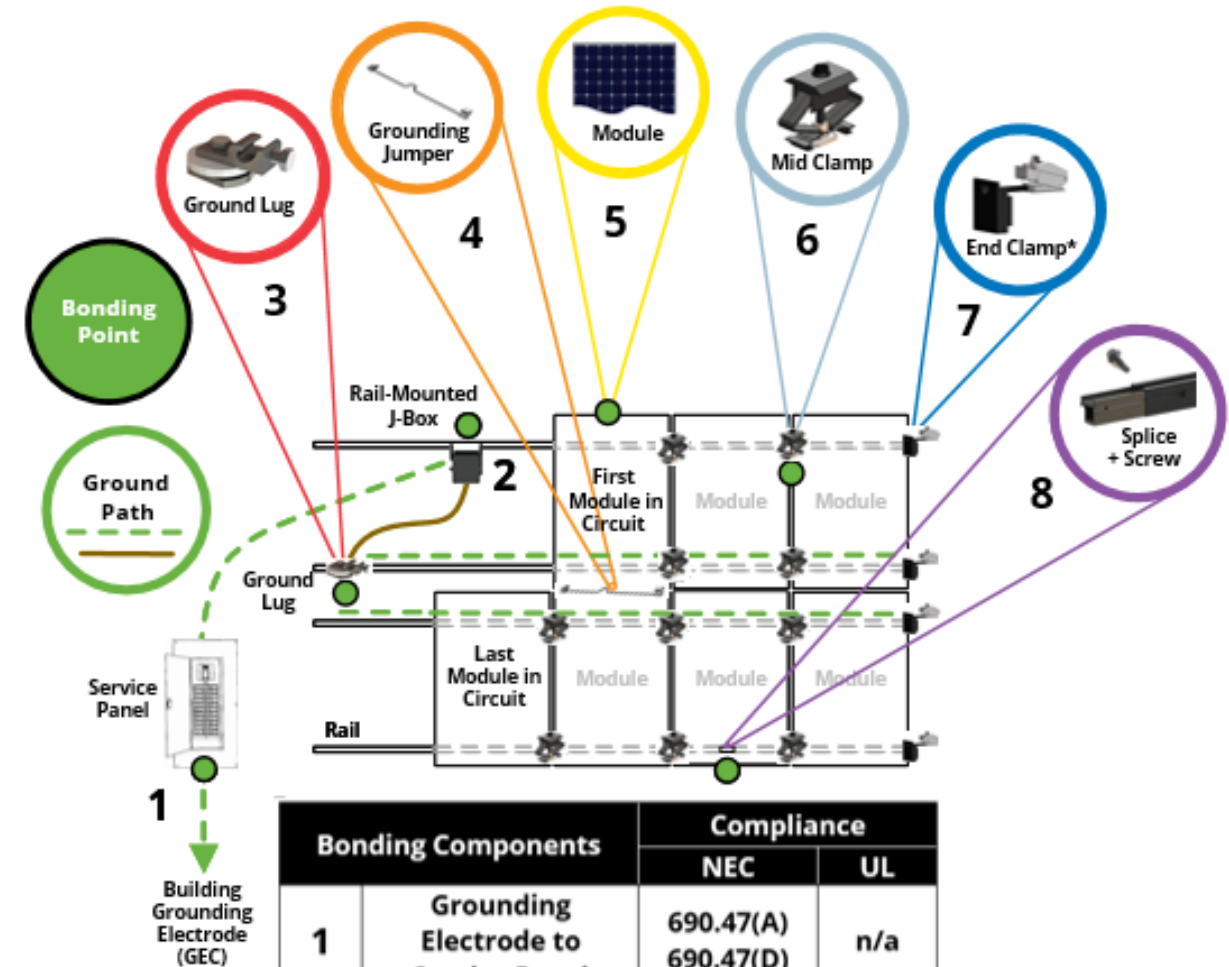 Grounding
Jumper
Module
Mid Clamp
Ground Lug
End Clamp*
4
5
6
3
7
Bonding
Point
Rail-Mounted
J-Box
Splice
+ Screw
2
8
First
Module in
Circuit
Module
Module
Ground
Path
Ground
Lug
Last
Module in
Circuit
Module
Module
Module
Service
Panel
Rail
1
Building
Grounding
Electrode
(GEC)
Bonding Components
Compliance
NEC
UL
1
Grounding
Electrode to
690.47(A)
690.47(D)
n/a